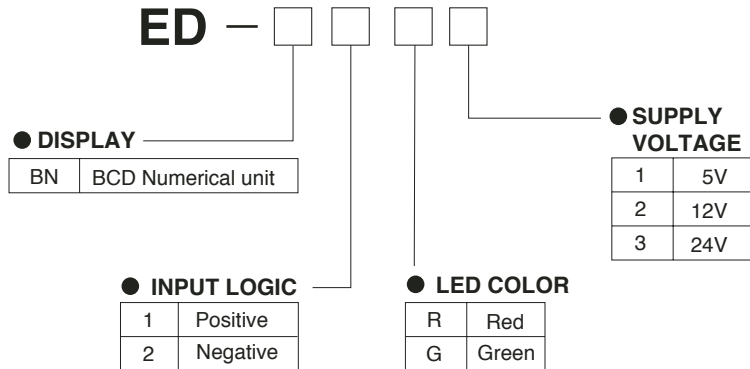 ED –
● DISPLAY
BN BCD Numerical unit
● SUPPLY
VOLTAGE
1 5V
2 12V
3 24V
● INPUT LOGIC
1 Positive
2 Negative
● LED COLOR
R Red
G Green